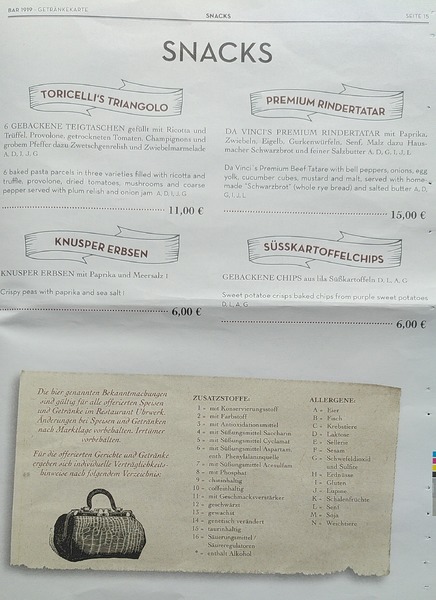 BAR 1919 · GETRÄNKEKARTE
SNACKS
SEITE 15
SNACKS
TORICELLI'S TRIANGOLO
6 GEBACKENE TEIGTASCHEN gefüllt mit Ricotta und
Trüffel, Provolone, getrockneten Tomaten, Champignons und
grobem Pfeffer dazu Zwetschgenrelish und Zwiebelmarmelade
A, D, I, J, G
6 baked pasta parcels in three varieties filled with ricotta and
truffle, provolone, dried tomatoes, mushrooms and coarse
pepper served with plum relish and onion jam A, D, I, J, G
11,00 €
PREMIUM RINDERTATAR
DA VINCI'S PREMIUM RINDERTATAR mit Paprika,
Zwiebeln, Eigelb, Gurkenwürfeln, Senf, Malz dazu Haus-
macher Schwarzbrot und feiner Salzbutter A, D, G, I, J, L
Da Vinci's Premium Beef Tatare with bell peppers, onions, egg
yolk, cucumber cubes, mustard and malt, served with home-
made "Schwarzbrot" (whole rye bread) and salted butter A, D,
G, I, J, L
15,00 €
KNUSPER ERBSEN
KNUSPER ERBSEN mit Paprika und Meersalz I
Crispy peas with paprika and sea salt I
6,00 €
SÜSSKARTOFFELCHIPS
GEBACKENE CHIPS aus lila Süßkartoffeln D, L, A, G
Sweet potatoe crisps baked chips from purple sweet potatoes
D, L, A, G
6,00 €
Die hier genannten Bekanntmachungen
sind gültig für alle offerierten Speisen
und Getränke im Restaurant Uhrwerk.
Änderungen bei Speisen und Getränken
nach Marktlage vorbehalten. Irrtümer
vorbehalten.
Für die offerierten Gerichte und Getränke
ergeben sich individuelle Verträglichkeits-
hinweise nach folgendem Verzeichnis:
ZUSATZSTOFFE:
1 - mit Konservierungsstoff
2 - mit Farbstoff
3 - mit Antioxidationsmittel
4 - mit Süßungsmittel Saccharin
5 - mit Süßungsmittel Cyclamat
6 - mit Süßungsmittel Aspartam,
enth. Phenylalaninquelle
7 - mit Süßungsmittel Acesulfam
8 - mit Phosphat
9 - chininhaltig
10 - coffeinhaltig
11 - mit Geschmacksverstärker
12 - geschwärzt
13 - gewachst
14 - genetisch verändert
15 - taurinhaltig
16 - Säuerungsmittel /
Säureregulatoren
* - enthält Alkohol
ALLERGENE:
A - Eier
B - Fisch
C - Krebstiere
D - Laktose
E - Sellerie
F - Sesam
G - Schwefeldioxid
und Sulfite
H - Erdnüsse
I - Gluten
J - Lupine
K - Schalenfrüchte
L - Senf
M - Soja
N - Weichtiere